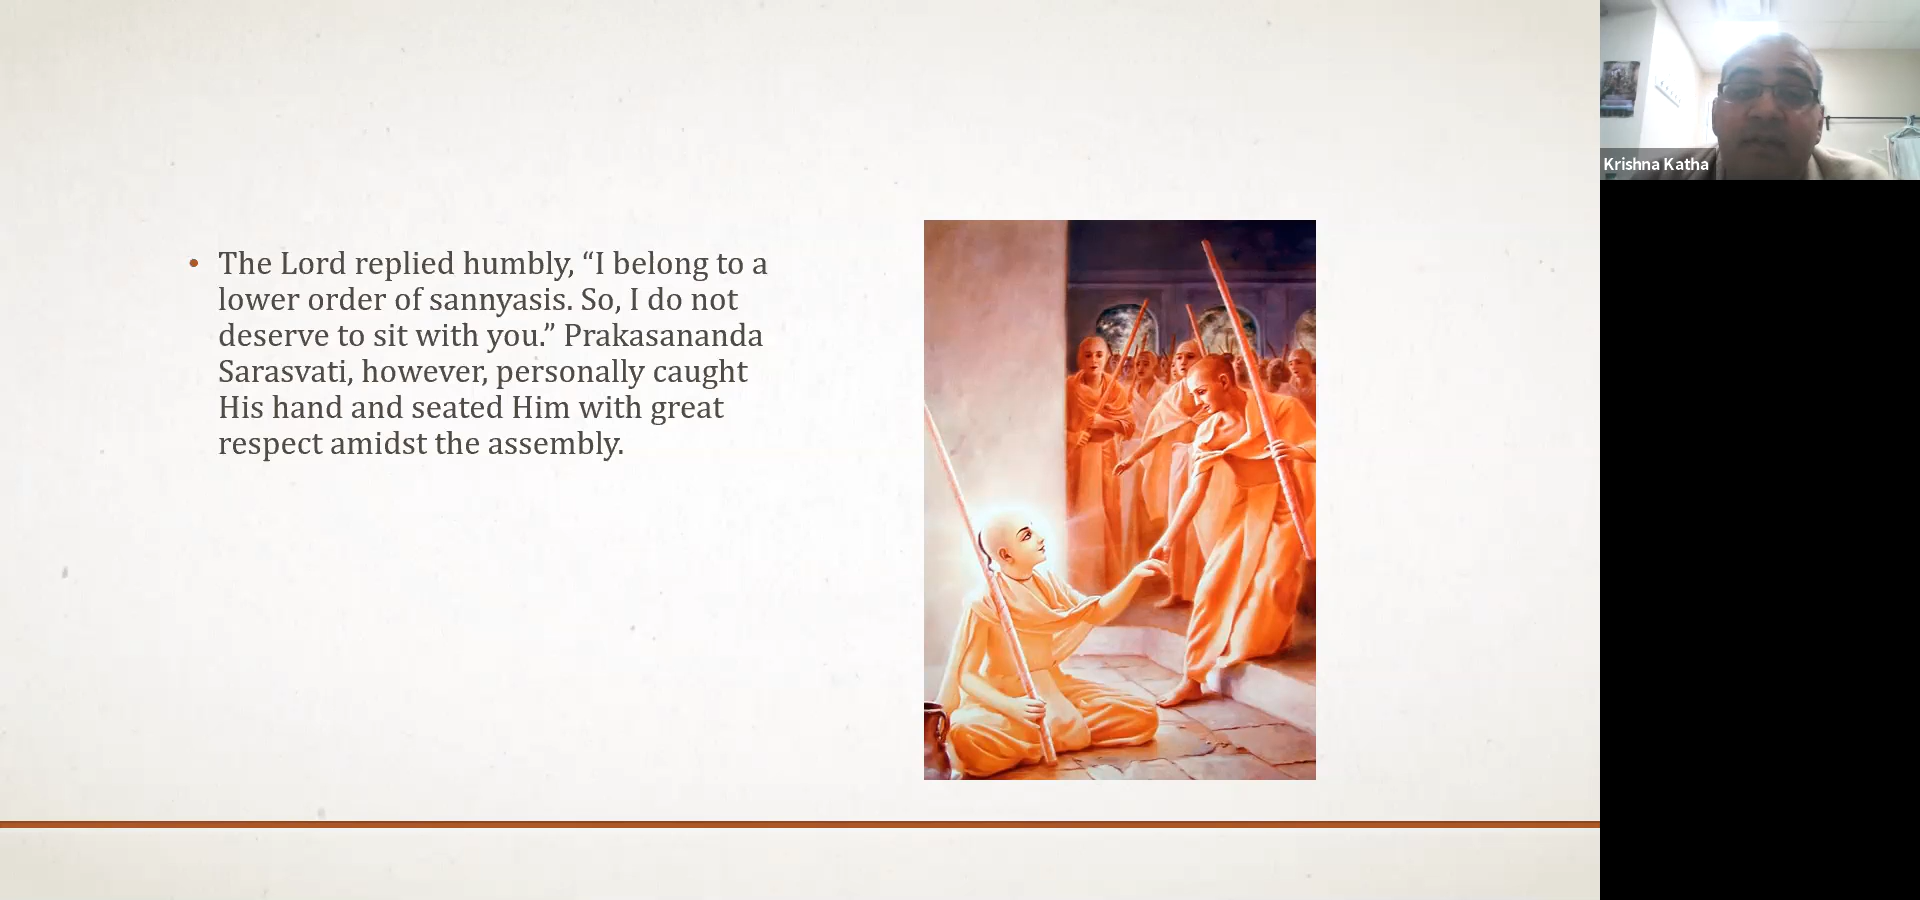 • The Lord replied humbly, “I belong to a
lower order of sannyasis. So, I do not
deserve to sit with you.” Prakasananda
Sarasvati, however, personally caught
His hand and seated Him with great
respect amidst the assembly.
Krishna Katha